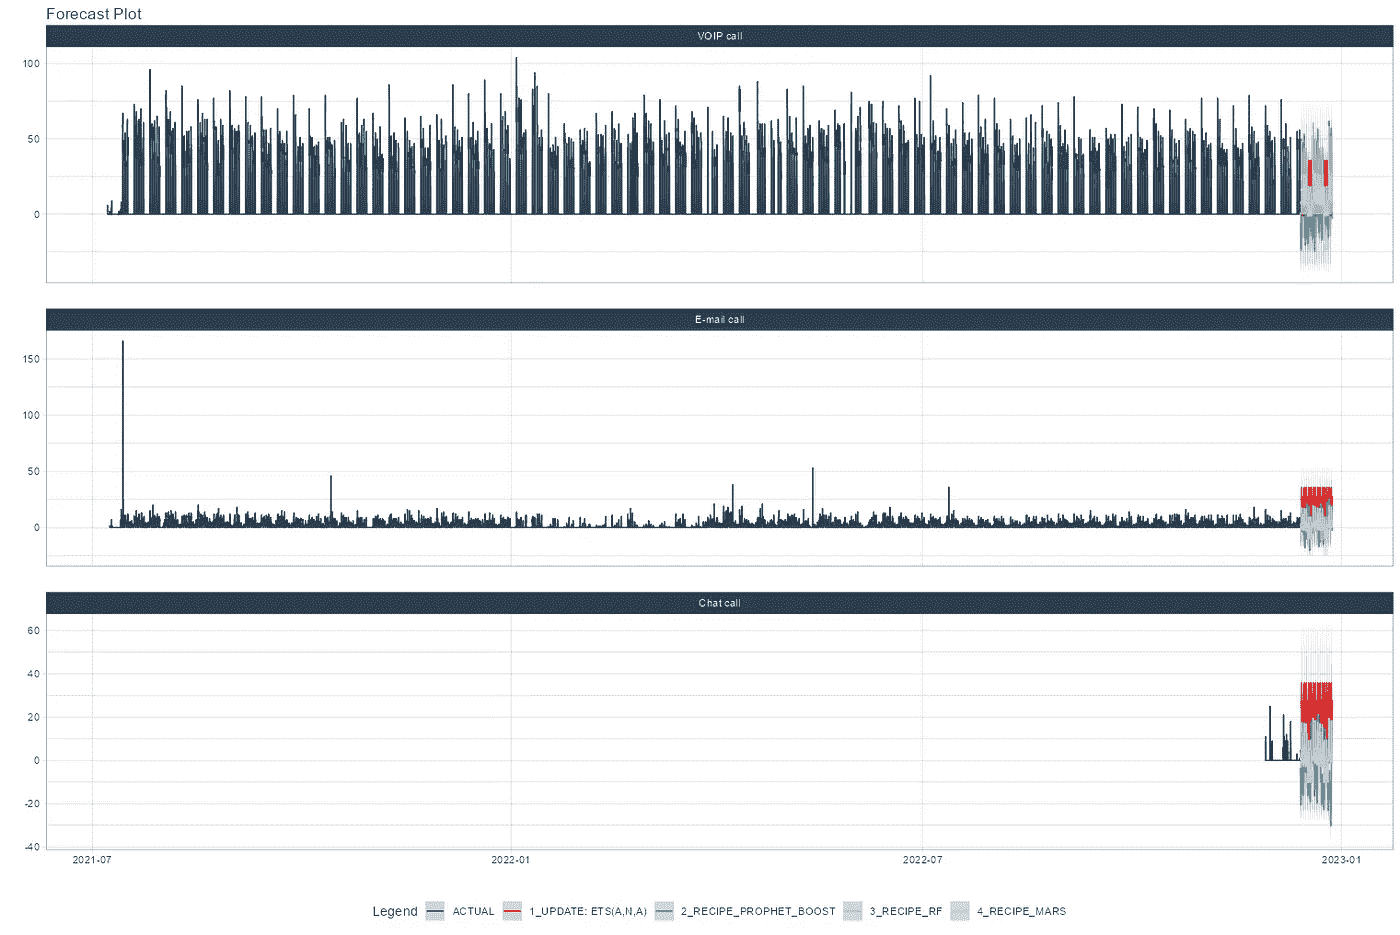 Forecast Plot
VOIP call
100
50
0
E-mail call
150
100
50
0
Chat call
60
40
20
0
-20
-40
2021-07 2022-01 2022-07 2023-01
Legend ACTUAL 1_UPDATE: ETS(A,N,A) 2_RECIPE_PROPHET_BOOST 3_RECIPE_RF 4_RECIPE_MARS